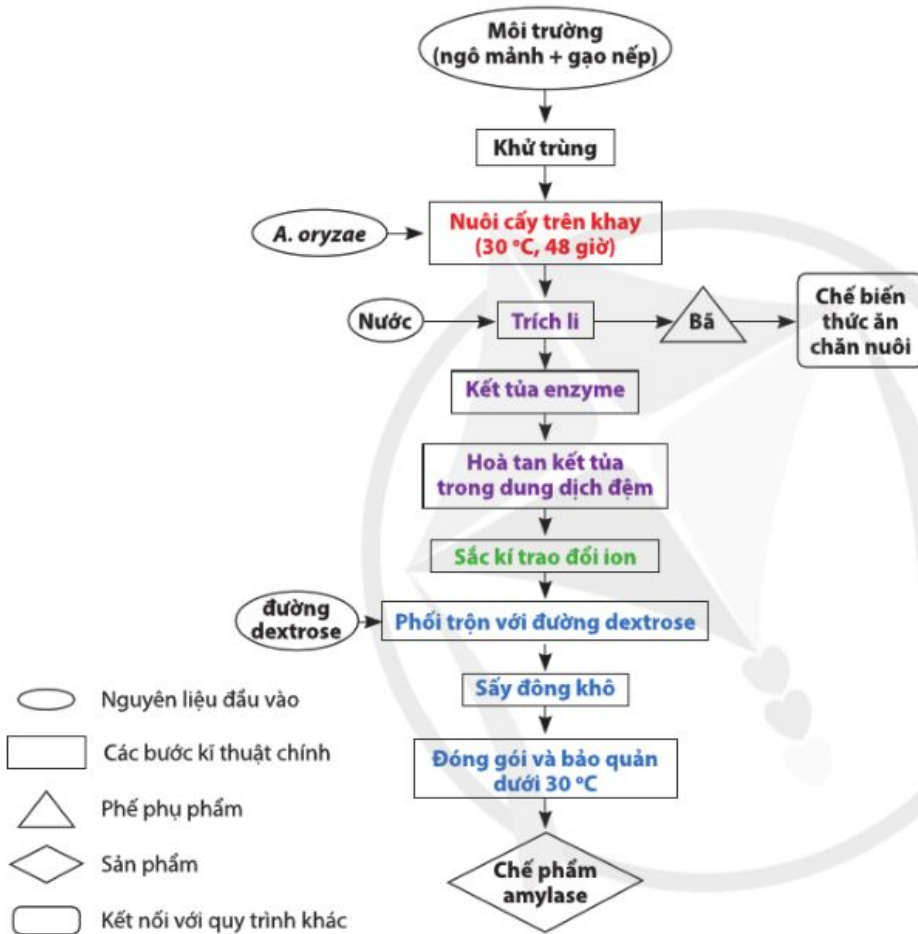 Môi trường
(ngô mảnh + gạo nếp)
Khử trùng
A. oryzae
Nuôi cấy trên khay
(30 °C, 48 giờ)
Nước
Trích li
Bã
Chế biến
thức ăn
chăn nuôi
Kết tủa enzyme
Hoà tan kết tủa
trong dung dịch đệm
Sắc kí trao đổi ion
đường
dextrose
Phối trộn với đường dextrose
Sấy đông khô
Đóng gói và bảo quản
dưới 30 °C
Chế phẩm
amylase
Nguyên liệu đầu vào
Các bước kĩ thuật chính
Phế phụ phẩm
Sản phẩm
Kết nối với quy trình khác